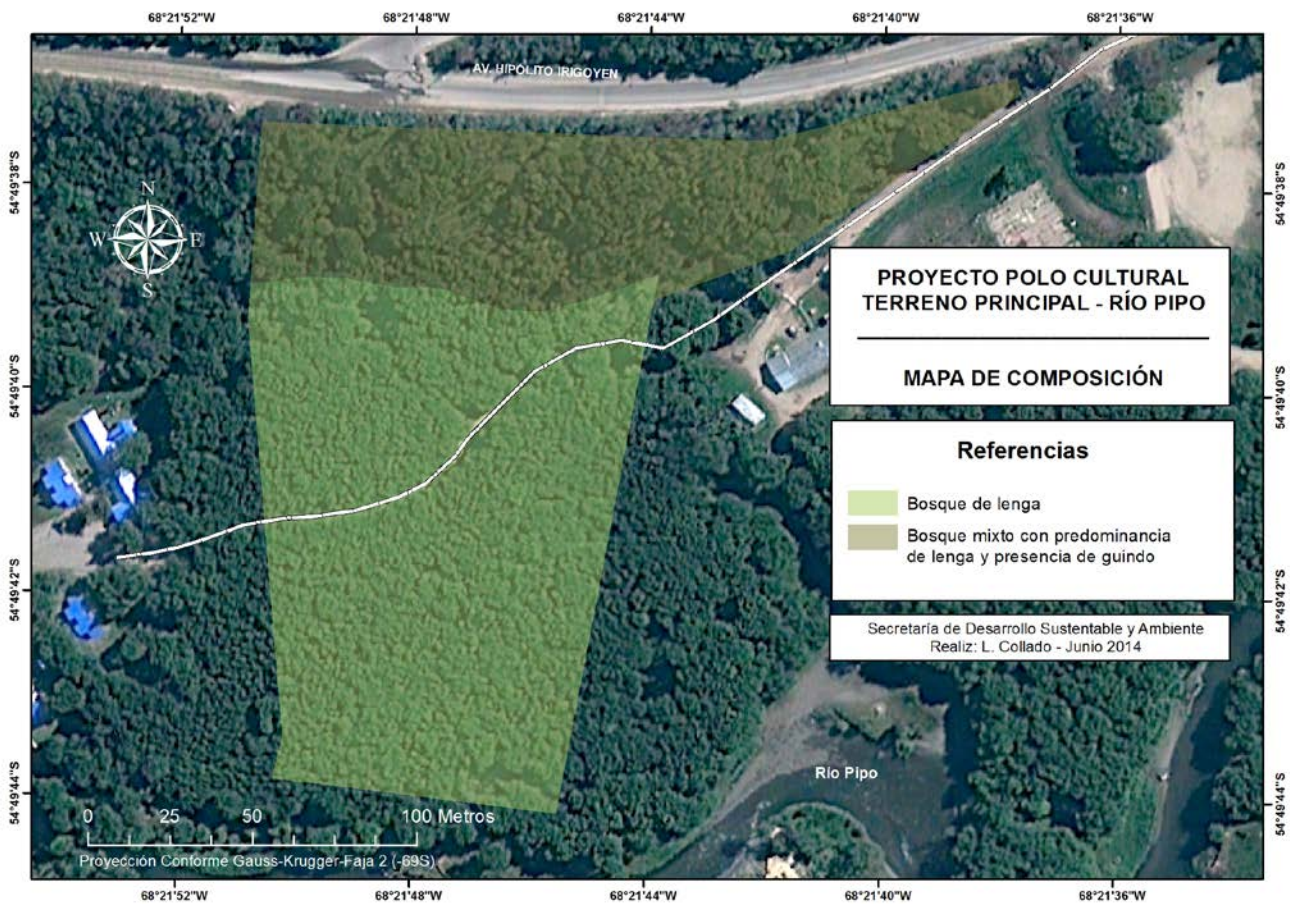 68°21'52"W 68°21'48"W 68°21'44"W 68°21'40"W 68°21'36"W
AV. HIPÓLITO IRIGOYEN
54°49'38"S
54°49'38"S
N
W E
S
PROYECTO POLO CULTURAL
TERRENO PRINCIPAL - RÍO PIPO
MAPA DE COMPOSICIÓN
54°49'40"S
54°49'40"S
Referencias
Bosque de lenga
Bosque mixto con predominancia
de lenga y presencia de guindo
54°49'42"S
54°49'42"S
Secretaría de Desarrollo Sustentable y Ambiente
Realiz: L. Collado - Junio 2014
Río Pipo
54°49'44"S
54°49'44"S
0 25 50 100 Metros
Proyección Conforme Gauss-Krugger-Faja 2 (-69S)
68°21'52"W 68°21'48"W 68°21'44"W 68°21'40"W 68°21'36"W